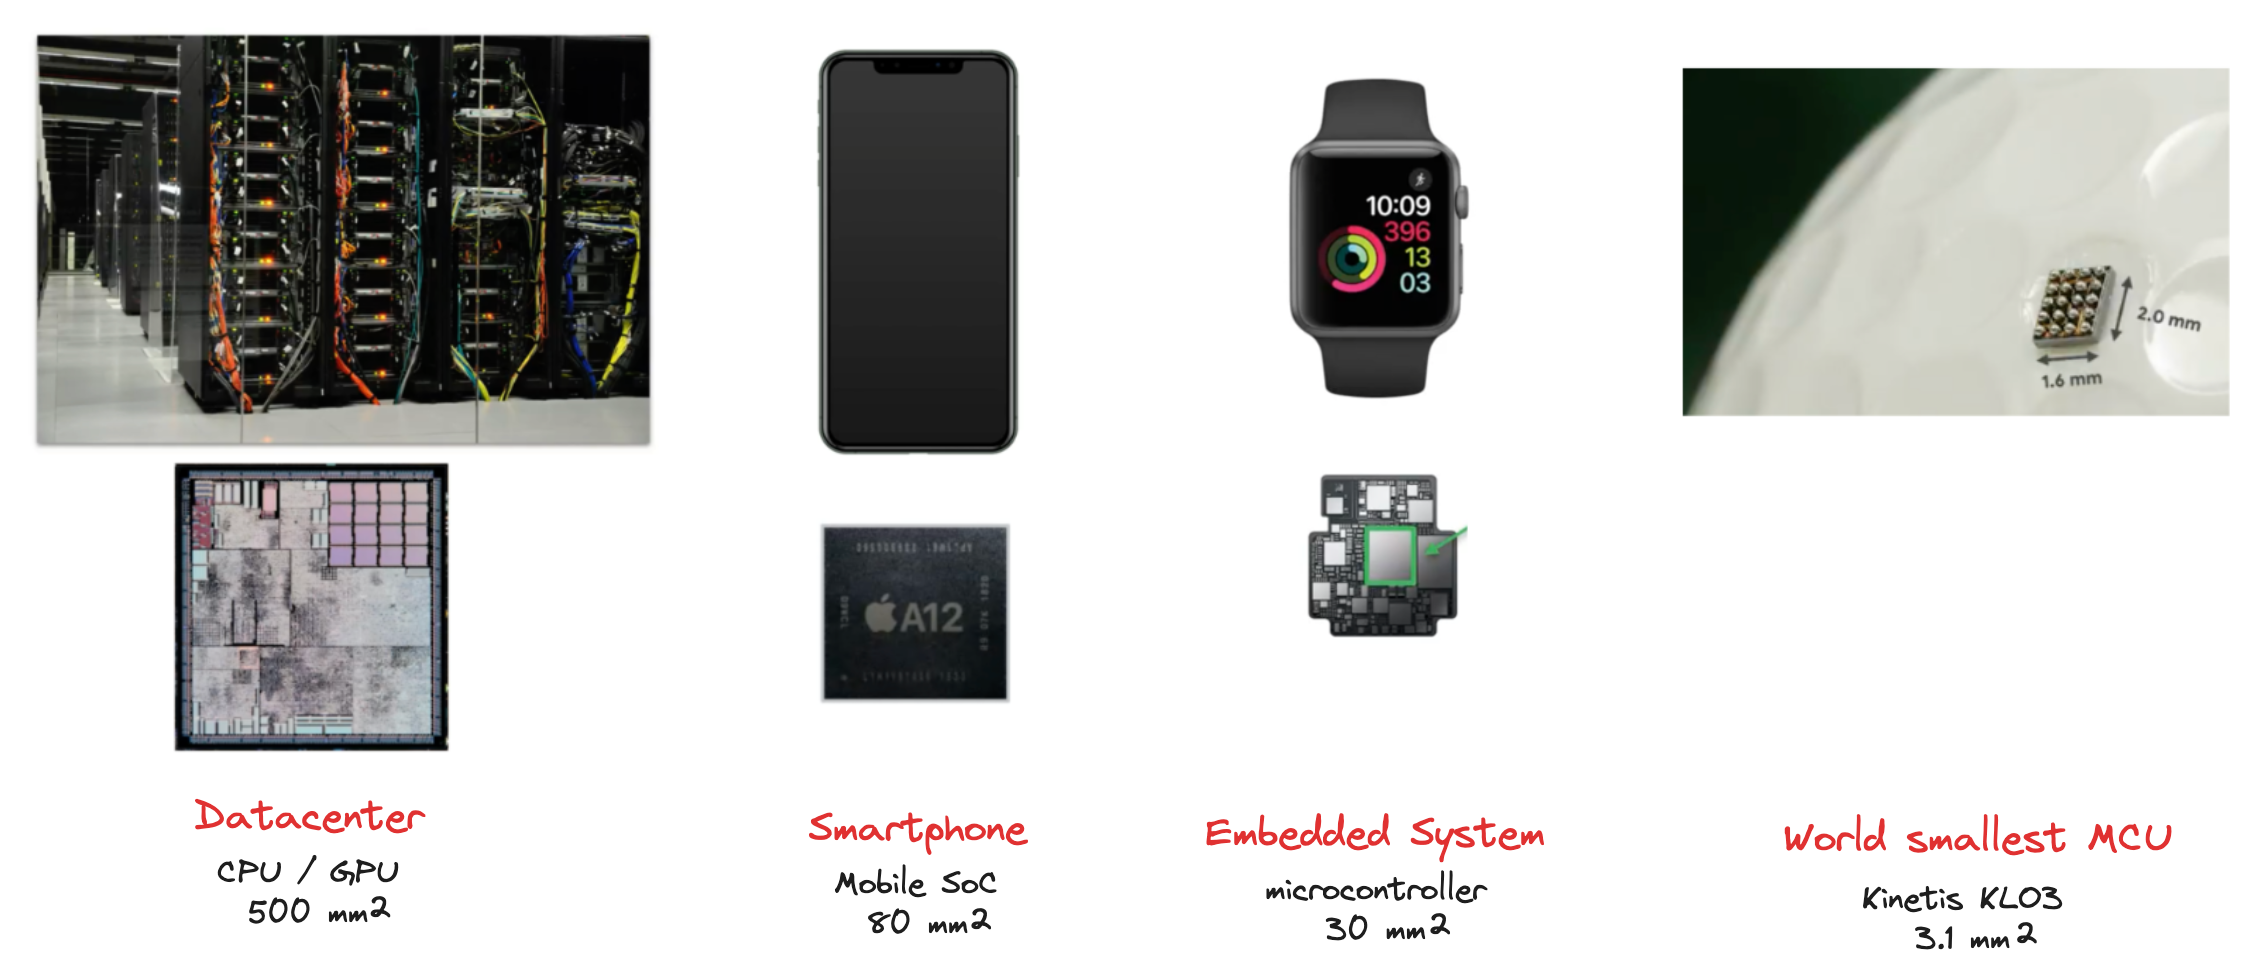 10:09
396
13
03
2.0 mm
1.6 mm
A12
Datacenter
CPU / GPU
500 mm2
Smartphone
Mobile SoC
80 mm2
Embedded System
microcontroller
30 mm2
World smallest MCU
Kinetis KL03
3.1 mm2